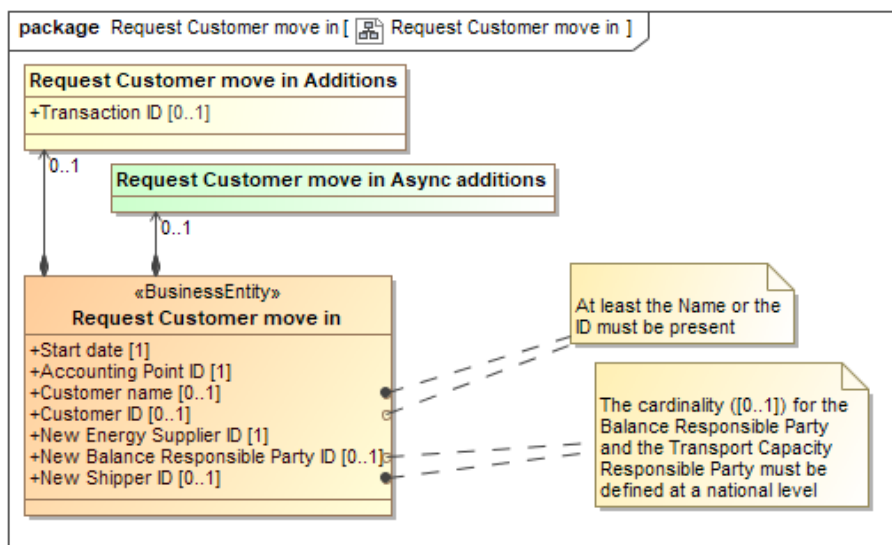 package Request Customer move in [ Request Customer move in ]
Request Customer move in Additions
+Transaction ID [0..1]
0..1
Request Customer move in Async additions
0..1
«BusinessEntity»
Request Customer move in
+Start date [1]
+Accounting Point ID [1]
+Customer name [0..1]
+Customer ID [0..1]
+New Energy Supplier ID [1]
+New Balance Responsible Party ID [0..1]
+New Shipper ID [0..1]
At least the Name or the
ID must be present
The cardinality ([0..1]) for the
Balance Responsible Party
and the Transport Capacity
Responsible Party must be
defined at a national level